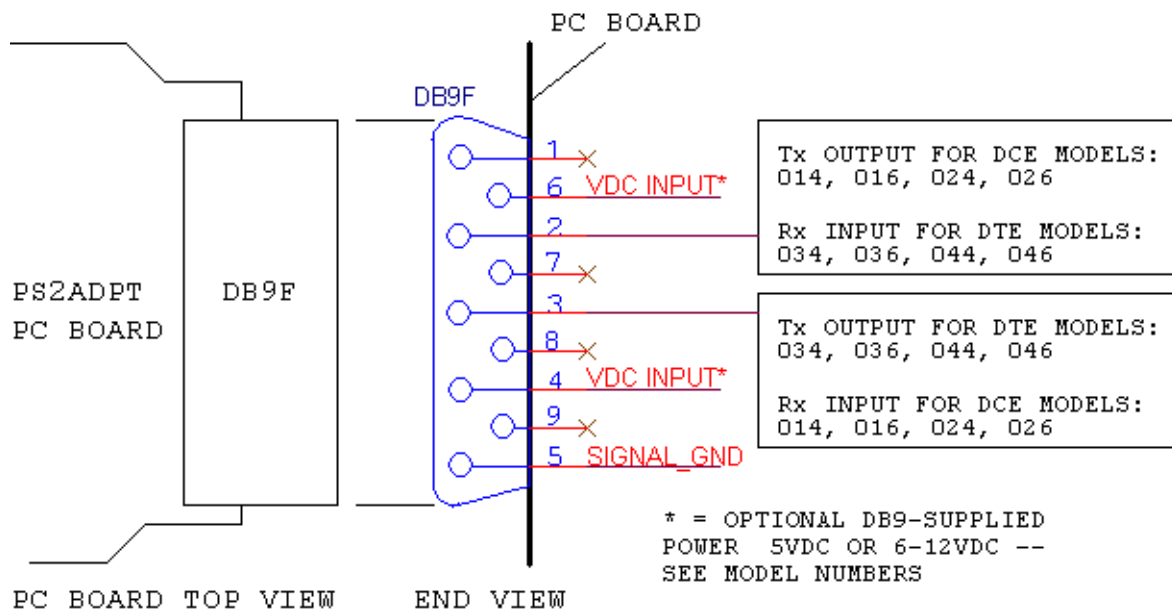 PC BOARD
DB9F
1
6 VDC INPUT*
2
7
3
8
4 VDC INPUT*
9
5 SIGNAL_GND
PS2ADPT
PC BOARD
DB9F
Tx OUTPUT FOR DCE MODELS:
014, 016, 024, 026
Rx INPUT FOR DTE MODELS:
034, 036, 044, 046
Tx OUTPUT FOR DTE MODELS:
034, 036, 044, 046
Rx INPUT FOR DCE MODELS:
014, 016, 024, 026
* = OPTIONAL DB9-SUPPLIED
POWER 5VDC OR 6-12VDC --
SEE MODEL NUMBERS
PC BOARD TOP VIEW
END VIEW